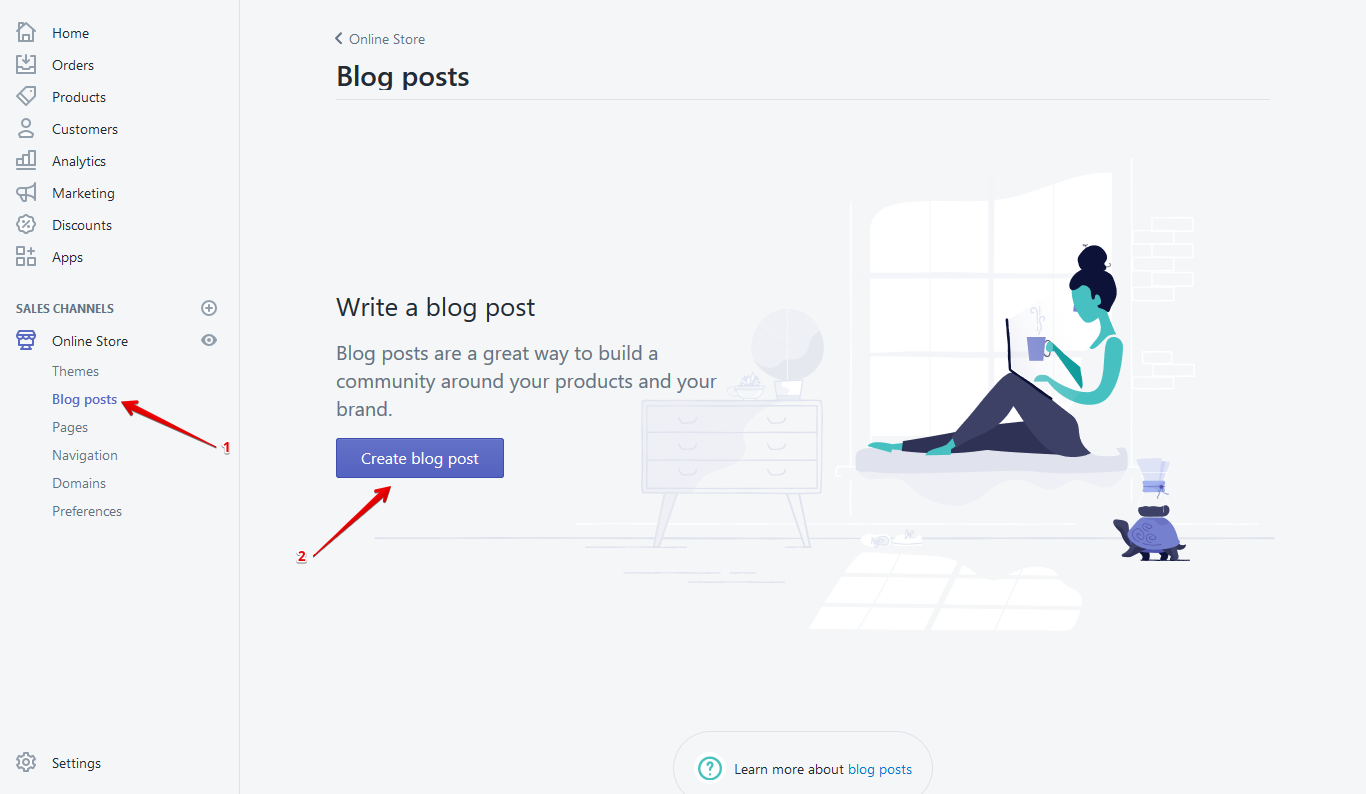 Home
Orders
Products
Customers
Analytics
Marketing
Discounts
Apps
SALES CHANNELS
Online Store
Themes
Blog posts
Pages
Navigation
Domains
Preferences
Settings
1
Online Store
Blog posts
Write a blog post
Blog posts are a great way to build a
community around your products and your
brand.
Create blog post
2
Learn more about blog posts